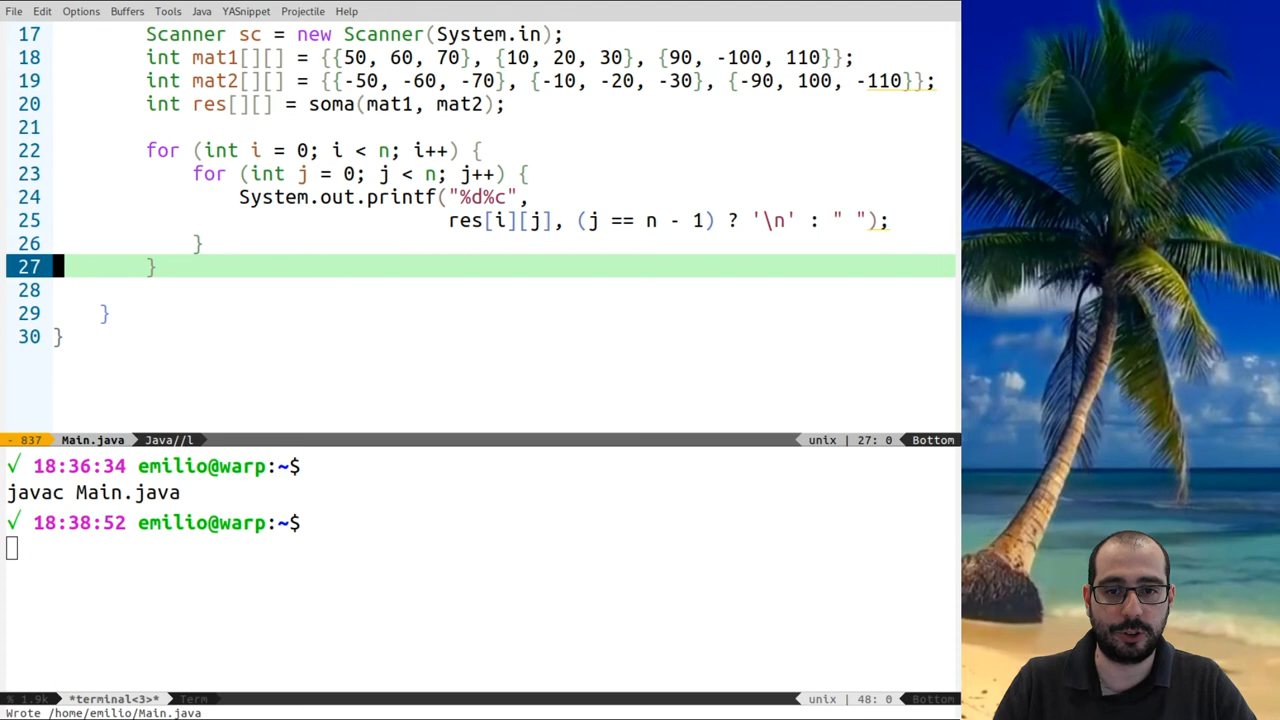 File Edit Options Buffers Tools Java YASnippet Projectile Help
17 Scanner sc = new Scanner(System.in);
18 int mat1[][] = {{50, 60, 70}, {10, 20, 30}, {90, -100, 110}};
19 int mat2[][] = {{-50, -60, -70}, {-10, -20, -30}, {-90, 100, -110}};
20 int res[][] = soma(mat1, mat2);
21
22 for (int i = 0; i < n; i++) {
23 for (int j = 0; j < n; j++) {
24 System.out.printf("%d%c",
25 res[i][j], (j == n - 1) ? '\n' : " ");
26 }
27 }
28
29 }
30 }
- 837 Main.java Java//l unix | 27: 0 Bottom
√ 18:36:34 emilio@warp:~$
javac Main.java
√ 18:38:52 emilio@warp:~$
% 1.9k *terminal<3>* Term unix | 48: 0 Bottom
Wrote /home/emilio/Main.java